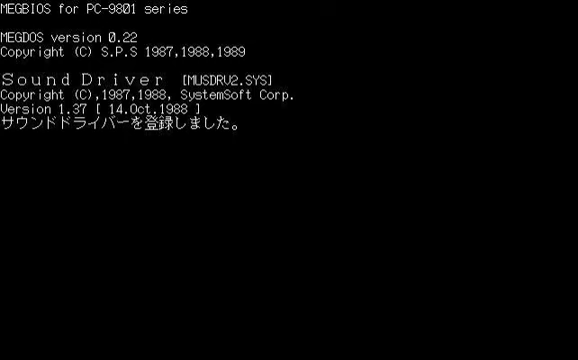 MEGBIOS for PC-9801 series
MEGDOS version 0.22
Copyright (C) S.P.S 1987,1988,1989
Ｓｏｕｎｄ Ｄｒｉｖｅｒ [MUSDRV2.SYS]
Copyright (C),1987,1988, SystemSoft Corp.
Version 1.37 [ 14.Oct.1988 ]
サウンドドライバーを登録しました。